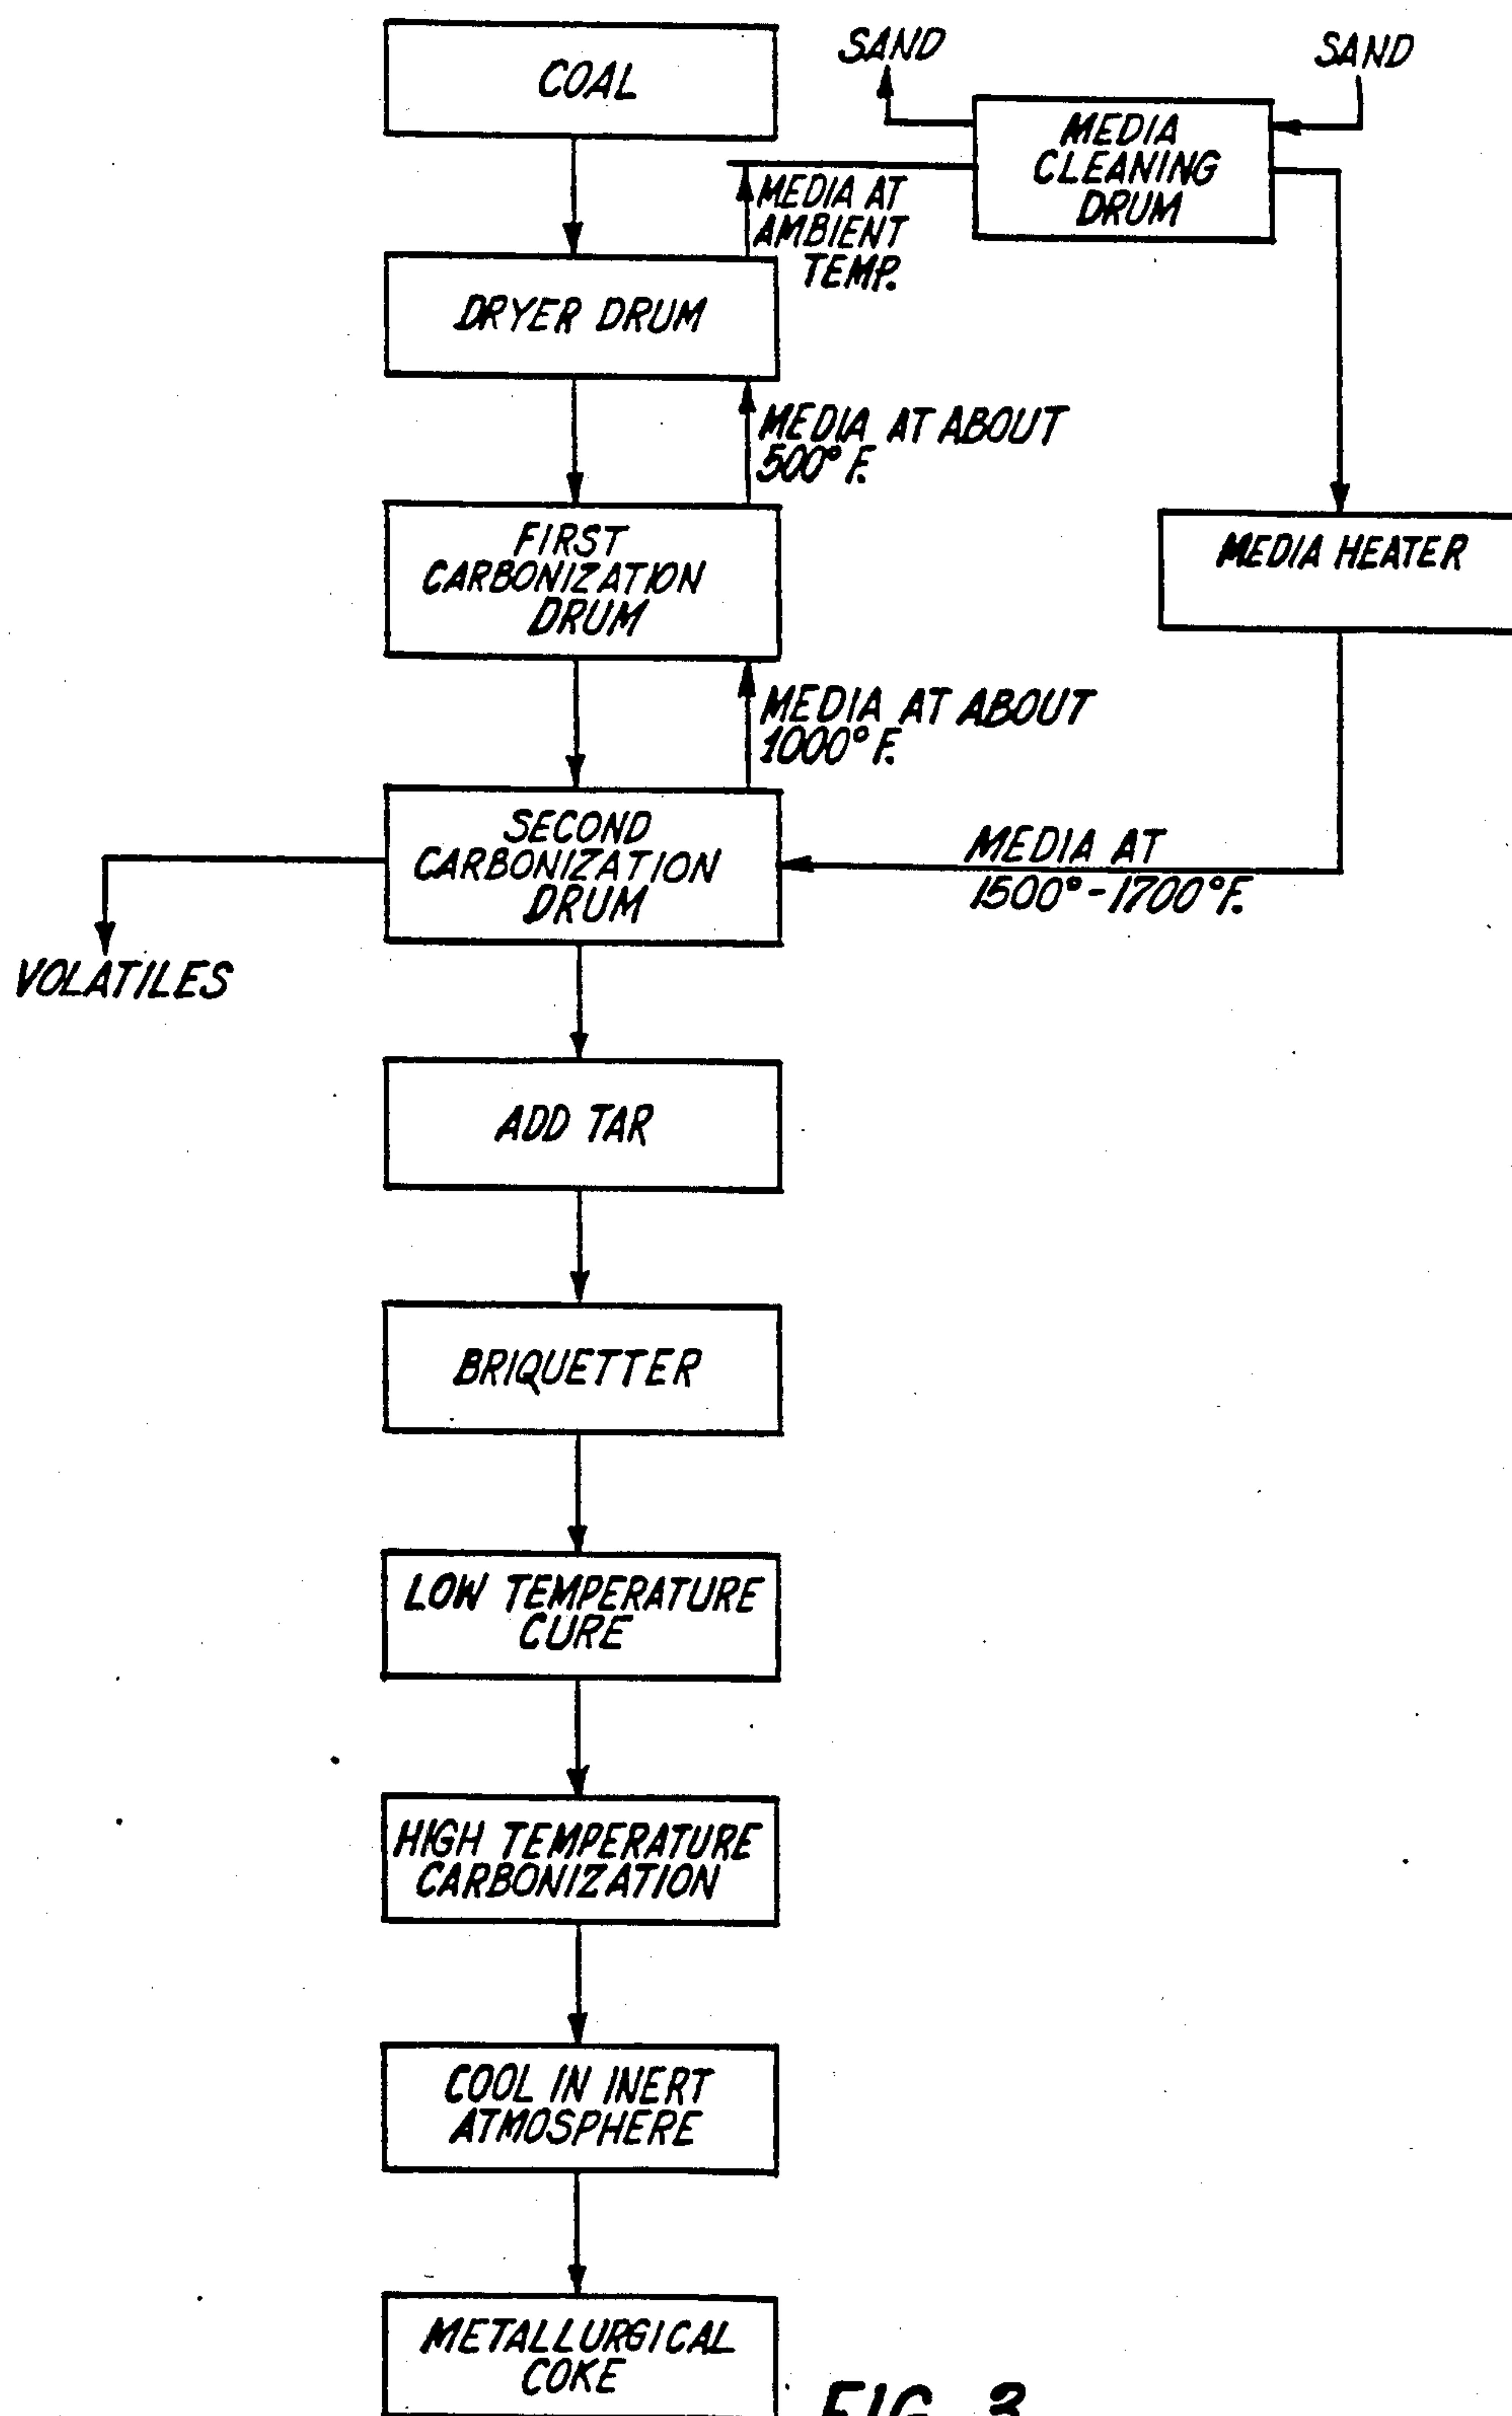 COAL
SAND
SAND
MEDIA
CLEANING
DRUM
MEDIA AT
AMBIENT
TEMP.
DRYER DRUM
MEDIA AT ABOUT
500° F.
FIRST
CARBONIZATION
DRUM
MEDIA HEATER
MEDIA AT ABOUT
1000° F.
SECOND
CARBONIZATION
DRUM
MEDIA AT
1500°-1700°F.
VOLATILES
ADD TAR
BRIQUETTER
LOW TEMPERATURE
CURE
HIGH TEMPERATURE
CARBONIZATION
COOL IN INERT
ATMOSPHERE
METALLURGICAL
COKE
FIG. 3